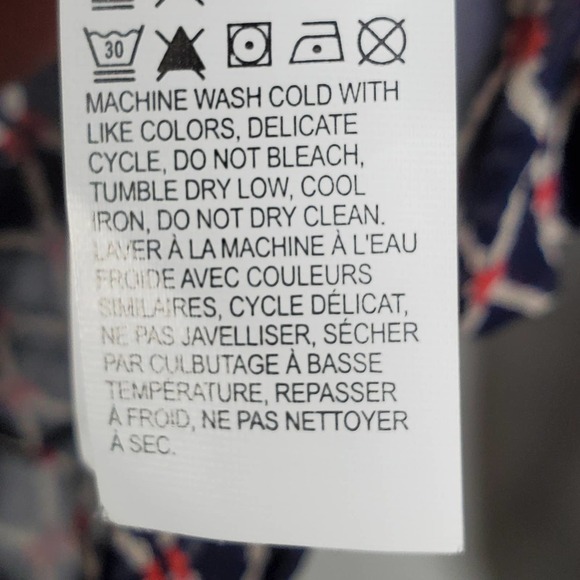 30
MACHINE WASH COLD WITH
LIKE COLORS, DELICATE
CYCLE, DO NOT BLEACH,
TUMBLE DRY LOW, COOL
IRON, DO NOT DRY CLEAN.
LAVER À LA MACHINE À L'EAU
FROIDE AVEC COULEURS
SIMILAIRES, CYCLE DÉLICAT,
NE PAS JAVELLISER, SÉCHER
PAR CULBUTAGE À BASSE
TEMPÉRATURE, REPASSER
À FROID, NE PAS NETTOYER
À SEC.